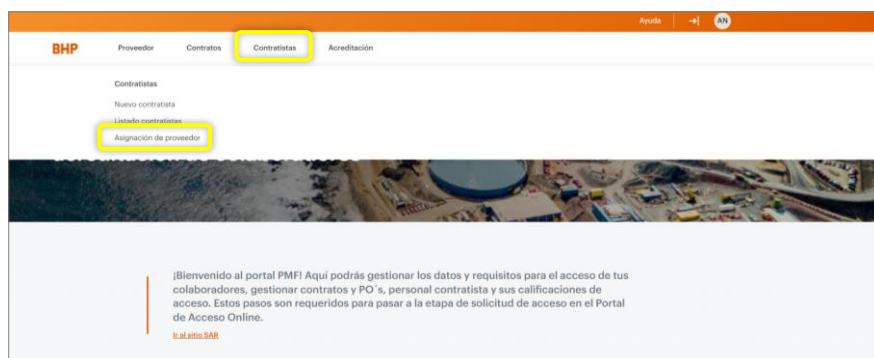 Ayuda
AN
BHP
Proveedor
Contratos
Contratistas
Acreditación
Contratistas
Nuevo contratista
Listado contratistas
Asignación de proveedor
¡Bienvenido al portal PMF! Aquí podrás gestionar los datos y requisitos para el acceso de tus
colaboradores, gestionar contratos y PO´s, personal contratista y sus calificaciones de
acceso. Estos pasos son requeridos para pasar a la etapa de solicitud de acceso en el Portal
de Acceso Online.
Ir al sitio SAR